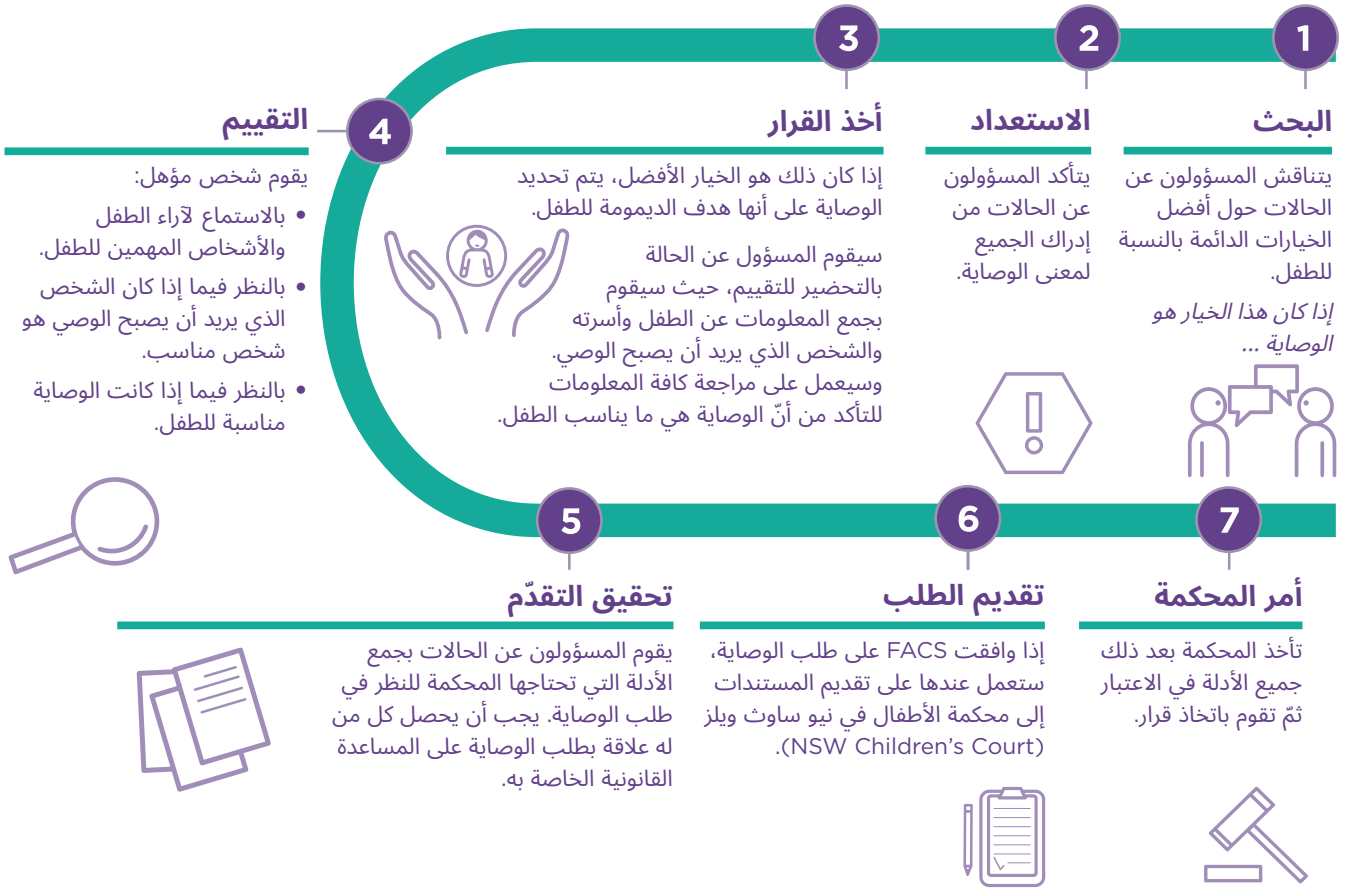 1
البحث
يتناقش المسؤولون عن
الحالات حول أفضل
الخيارات الدائمة بالنسبة
للطفل.
إذا كان هذا الخيار هو
الوصاية ...
2
الاستعداد
يتأكد المسؤولون
عن الحالات من
إدراك الجميع
لمعنى الوصاية.
3
أخذ القرار
إذا كان ذلك هو الخيار الأفضل، يتم تحديد
الوصاية على أنها هدف الديمومة للطفل.
سيقوم المسؤول عن الحالة
بالتحضير للتقييم، حيث سيقوم
بجمع المعلومات عن الطفل وأسرته
والشخص الذي يريد أن يصبح الوصي.
وسيعمل على مراجعة كافة المعلومات
للتأكد من أنّ الوصاية هي ما يناسب الطفل.
4
التقييم
يقوم شخص مؤهل:
• بالاستماع لآراء الطفل
والأشخاص المهمين للطفل.
• بالنظر فيما إذا كان الشخص
الذي يريد أن يصبح الوصي هو
شخص مناسب.
• بالنظر فيما إذا كانت الوصاية
مناسبة للطفل.
5
تحقيق التقدّم
يقوم المسؤولون عن الحالات بجمع
الأدلة التي تحتاجها المحكمة للنظر في
طلب الوصاية. يجب أن يحصل كل من
له علاقة بطلب الوصاية على المساعدة
القانونية الخاصة به.
6
تقديم الطلب
إذا وافقت FACS على طلب الوصاية،
ستعمل عندها على تقديم المستندات
إلى محكمة الأطفال في نيو ساوث ويلز
(NSW Children's Court).
7
أمر المحكمة
تأخذ المحكمة بعد ذلك
جميع الأدلة في الاعتبار
ثمّ تقوم باتخاذ قرار.